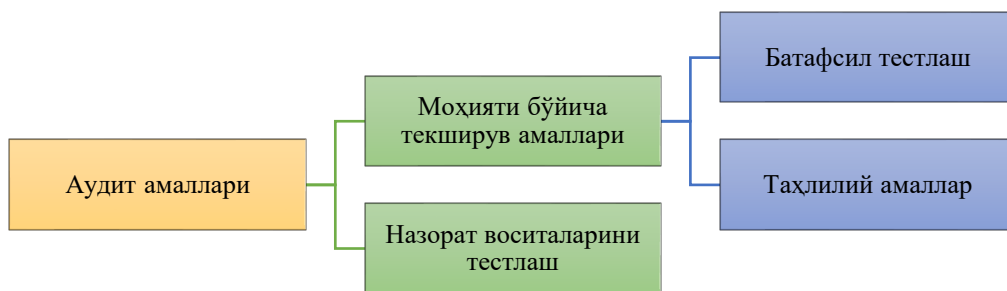 Аудит амаллари
Моҳияти бўйича
текширув амаллари
Назорат воситаларини
тестлаш
Батафсил тестлаш
Таҳлилий амаллар